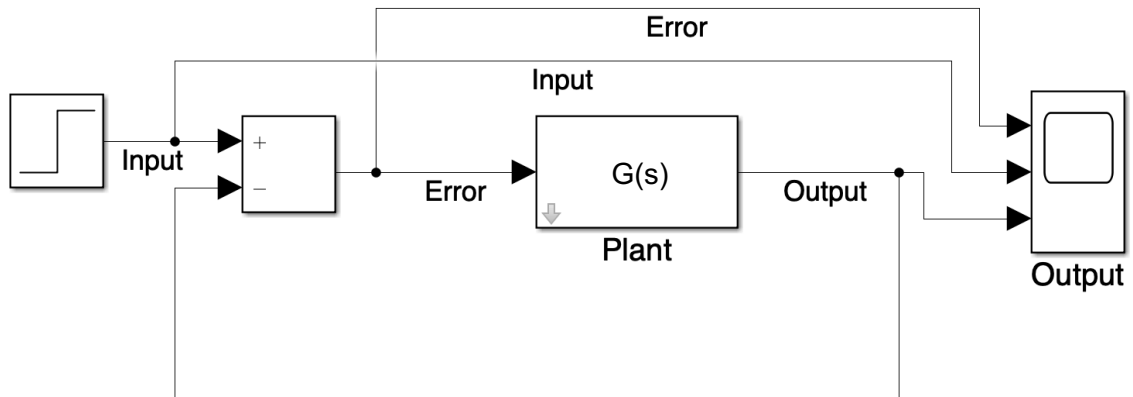 Error
Input
Input
+
−
Error
G(s)
Output
Plant
Output